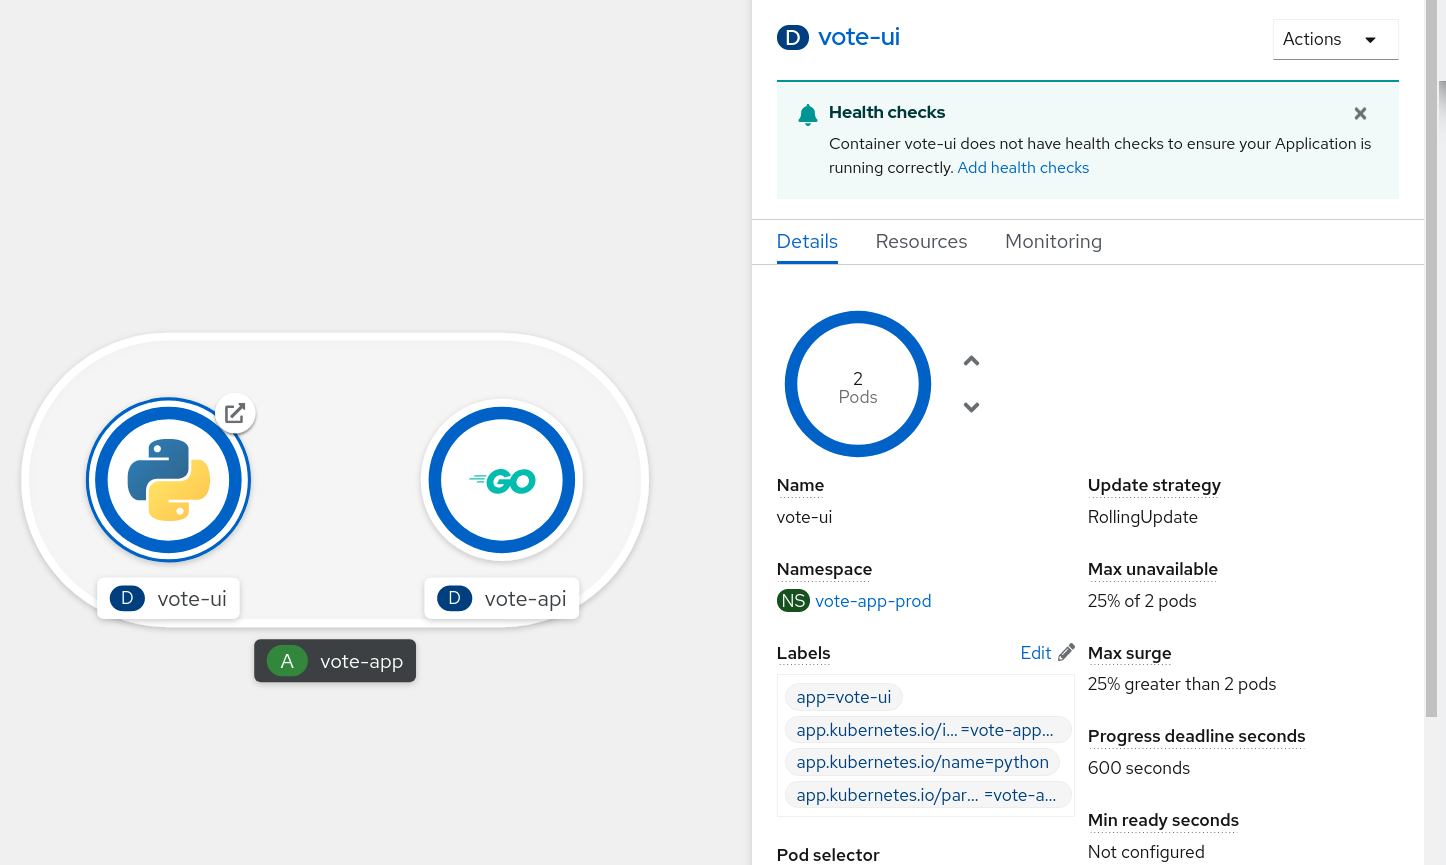 D vote-ui
Actions
Health checks
Container vote-ui does not have health checks to ensure your Application is
running correctly. Add health checks
Details Resources Monitoring
2
Pods
Name
vote-ui
Namespace
NS vote-app-prod
Labels Edit
app=vote-ui
app.kubernetes.io/i... =vote-app...
app.kubernetes.io/name=python
app.kubernetes.io/par... =vote-a...
Pod selector
Update strategy
RollingUpdate
Max unavailable
25% of 2 pods
Max surge
25% greater than 2 pods
Progress deadline seconds
600 seconds
Min ready seconds
Not configured
GO
D vote-ui
D vote-api
A vote-app